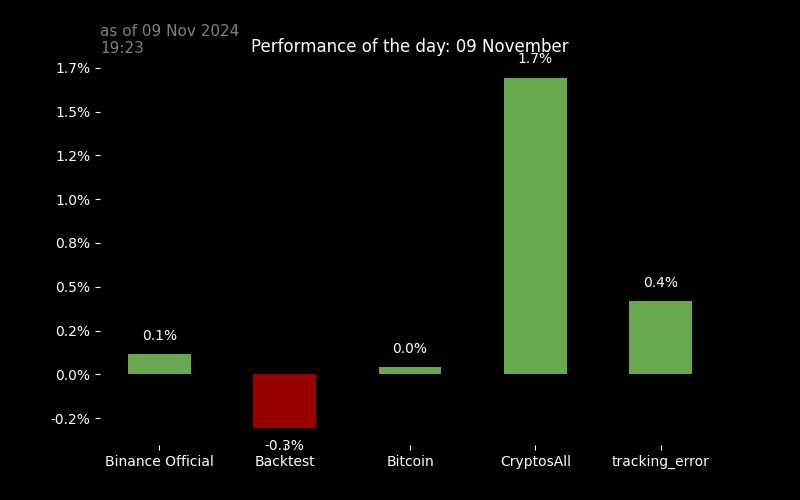 as of 09 Nov 2024
19:23
Performance of the day: 09 November
1.7%
1.5%
1.2%
1.0%
0.8%
0.5%
0.2%
0.0%
-0.2%
0.1%
-0.3%
0.0%
1.7%
0.4%
Binance Official
Backtest
Bitcoin
CryptosAll
tracking_error